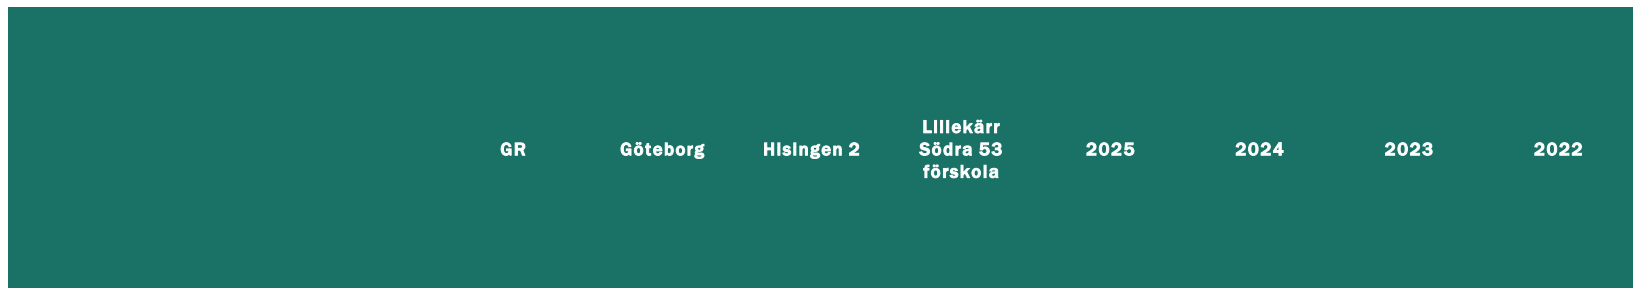 GR
Göteborg
Hisingen 2
Lillekärr
Södra 53
förskola
2025
2024
2023
2022